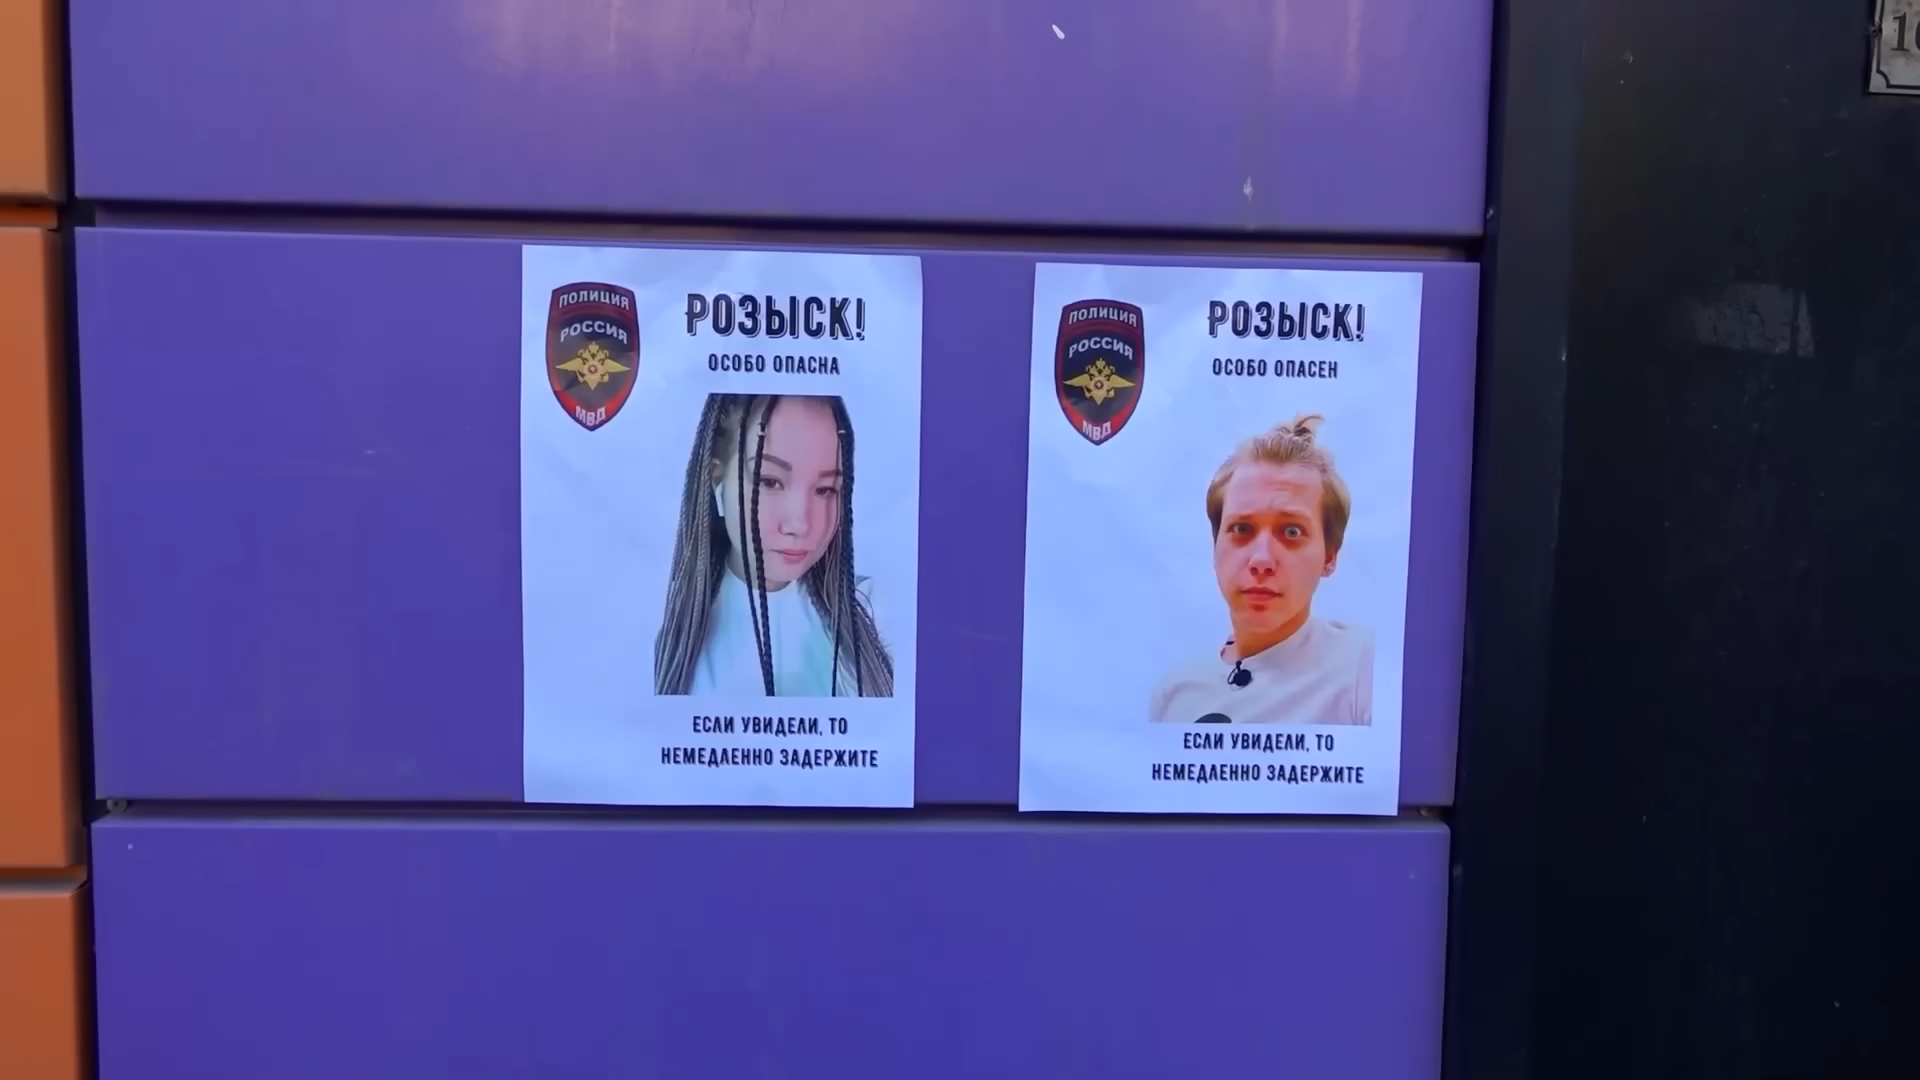 ПОЛИЦИЯ
РОССИЯ
МВД
РОЗЫСК!
ОСОБО ОПАСНА
ЕСЛИ УВИДЕЛИ, ТО
НЕМЕДЛЕННО ЗАДЕРЖИТЕ
ПОЛИЦИЯ
РОССИЯ
МВД
РОЗЫСК!
ОСОБО ОПАСЕН
ЕСЛИ УВИДЕЛИ, ТО
НЕМЕДЛЕННО ЗАДЕРЖИТЕ